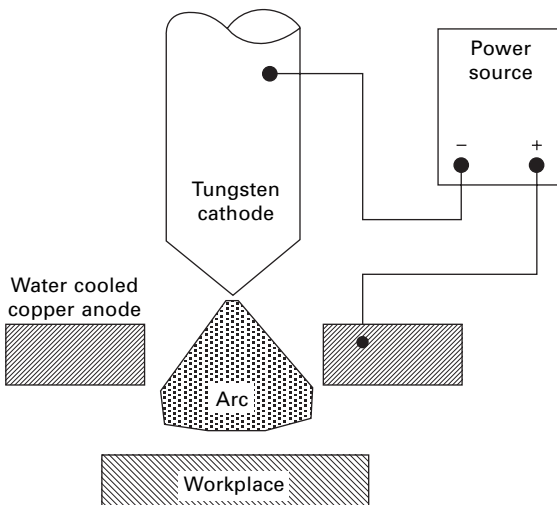 Power
source
− +
Tungsten
cathode
Water cooled
copper anode
Arc
Workplace